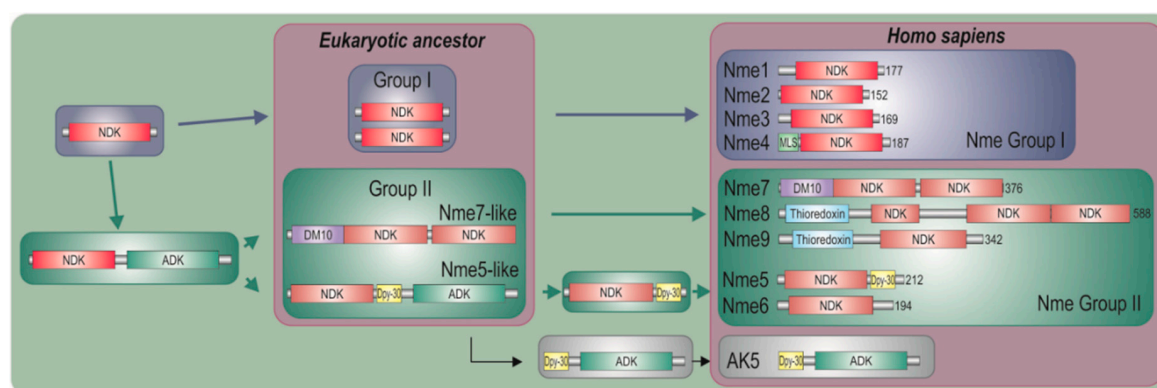 Eukaryotic ancestor
Homo sapiens
NDK
NDK ADK
Group I
NDK
NDK
Group II
Nme7-like
DM10 NDK NDK
Nme5-like
NDK Dpy-30 ADK
NDK Dpy-30
Dpy-30 ADK
Nme1 NDK 177
Nme2 NDK 152
Nme3 NDK 169
Nme4 MLS NDK 187
Nme Group I
Nme7 DM10 NDK NDK 376
Nme8 Thioredoxin NDK NDK NDK 588
Nme9 Thioredoxin NDK 342
Nme5 NDK Dpy-30 212
Nme6 NDK 194
Nme Group II
AK5 Dpy-30 ADK